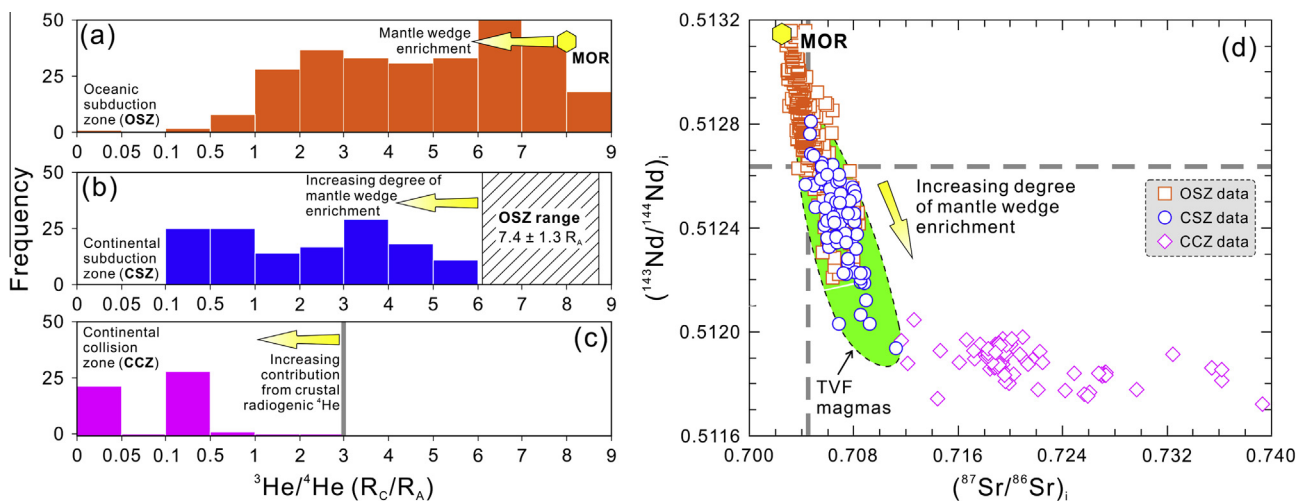 (a)
Mantle wedge
enrichment
MOR
Oceanic
subduction
zone (OSZ)
50
25
0
0 0.05 0.1 0.5 1 2 3 4 5 6 7 8 9
(b)
Increasing degree of
mantle wedge
enrichment
OSZ range
7.4 ± 1.3 R_A
Continental
subduction
zone (CSZ)
50
25
0
0 0.05 0.1 0.5 1 2 3 4 5 6 7 8 9
Continental
collision
zone (CCZ)
(c)
Increasing
contribution
from crustal
radiogenic ⁴He
50
25
0
0 0.05 0.1 0.5 1 2 3 4 5 6 7 8 9
Frequency
³He/⁴He (R_C/R_A)
(d)
MOR
0.5132
0.5128
0.5124
0.5120
0.5116
(¹⁴³Nd/¹⁴⁴Nd)ᵢ
Increasing degree
of mantle wedge
enrichment
OSZ data
CSZ data
CCZ data
TVF
magmas
0.700 0.708 0.716 0.724 0.732 0.740
(⁸⁷Sr/⁸⁶Sr)ᵢ